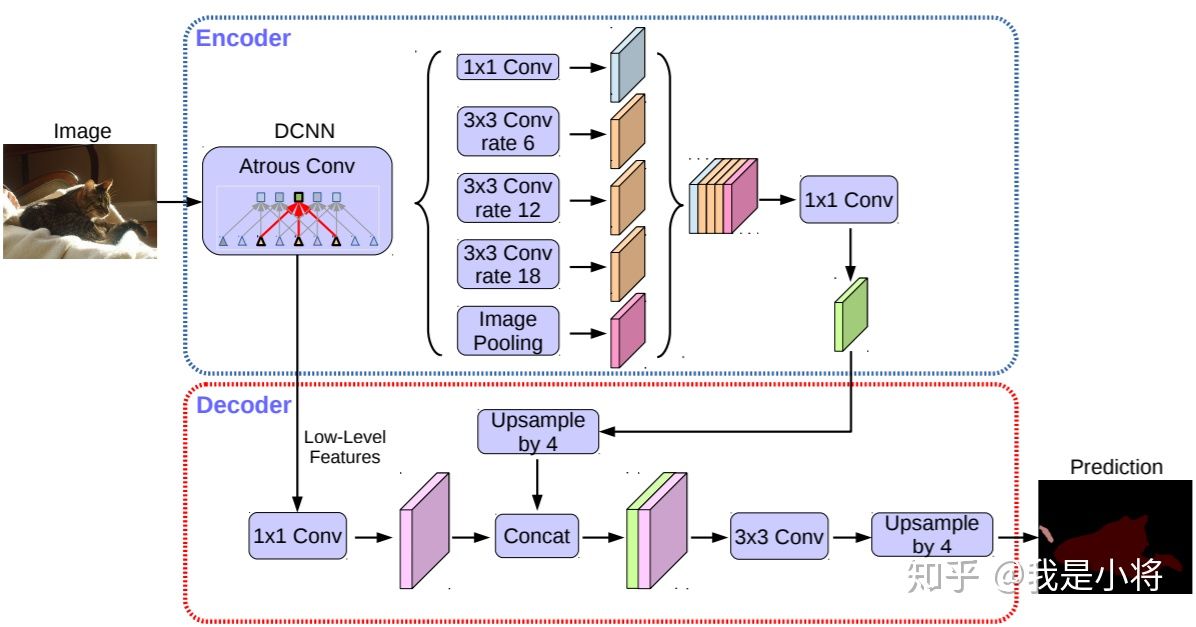 Encoder
Image
DCNN
Atrous Conv
1x1 Conv
3x3 Conv
rate 6
3x3 Conv
rate 12
3x3 Conv
rate 18
Image
Pooling
1x1 Conv
Decoder
Low-Level
Features
Upsample
by 4
1x1 Conv
Concat
3x3 Conv
Upsample
by 4
Prediction
知乎 @我是小将